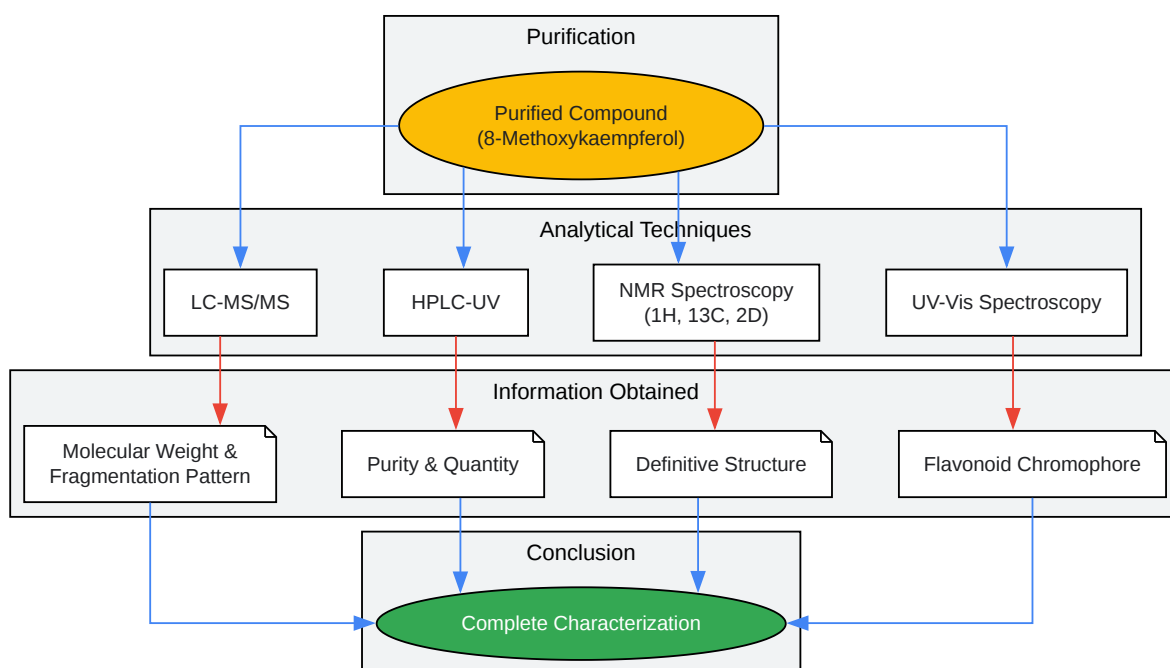 Purification
Purified Compound
(8-Methoxykaempferol)
Analytical Techniques
LC-MS/MS
HPLC-UV
NMR Spectroscopy
(1H, 13C, 2D)
UV-Vis Spectroscopy
Information Obtained
Molecular Weight &
Fragmentation Pattern
Purity & Quantity
Definitive Structure
Flavonoid Chromophore
Conclusion
Complete Characterization